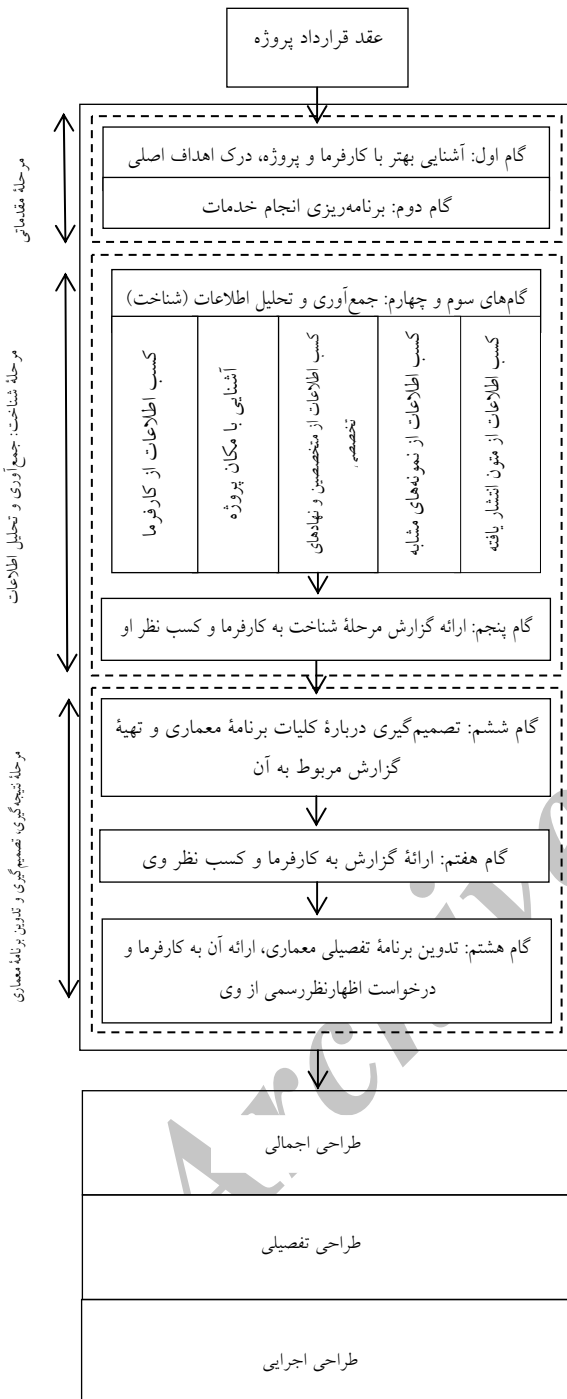 عقد قرارداد پروژه
مرحلهٔ مقدماتی
گام اول: آشنایی بهتر با کارفرما و پروژه، درک اهداف اصلی
گام دوم: برنامه‌ریزی انجام خدمات
مرحلهٔ شناخت: جمع‌آوری و تحلیل اطلاعات
گام‌های سوم و چهارم: جمع‌آوری و تحلیل اطلاعات (شناخت)
کسب اطلاعات از متون انتشار یافته
کسب اطلاعات از نمونه‌های مشابه
کسب اطلاعات از متخصصین و نهادهای
تخصصی
آشنایی با مکان پروژه
کسب اطلاعات از کارفرما
گام پنجم: ارائه گزارش مرحلهٔ شناخت به کارفرما و کسب نظر او
مرحلهٔ نتیجه‌گیری، تصمیم‌گیری و تدوین برنامهٔ معماری
گام ششم: تصمیم‌گیری دربارهٔ کلیات برنامهٔ معماری و تهیهٔ
گزارش مربوط به آن
گام هفتم: ارائهٔ گزارش به کارفرما و کسب نظر وی
گام هشتم: تدوین برنامهٔ تفصیلی معماری، ارائه آن به کارفرما و
درخواست اظهارنظررسمی از وی
طراحی اجمالی
طراحی تفصیلی
طراحی اجرایی
Archive